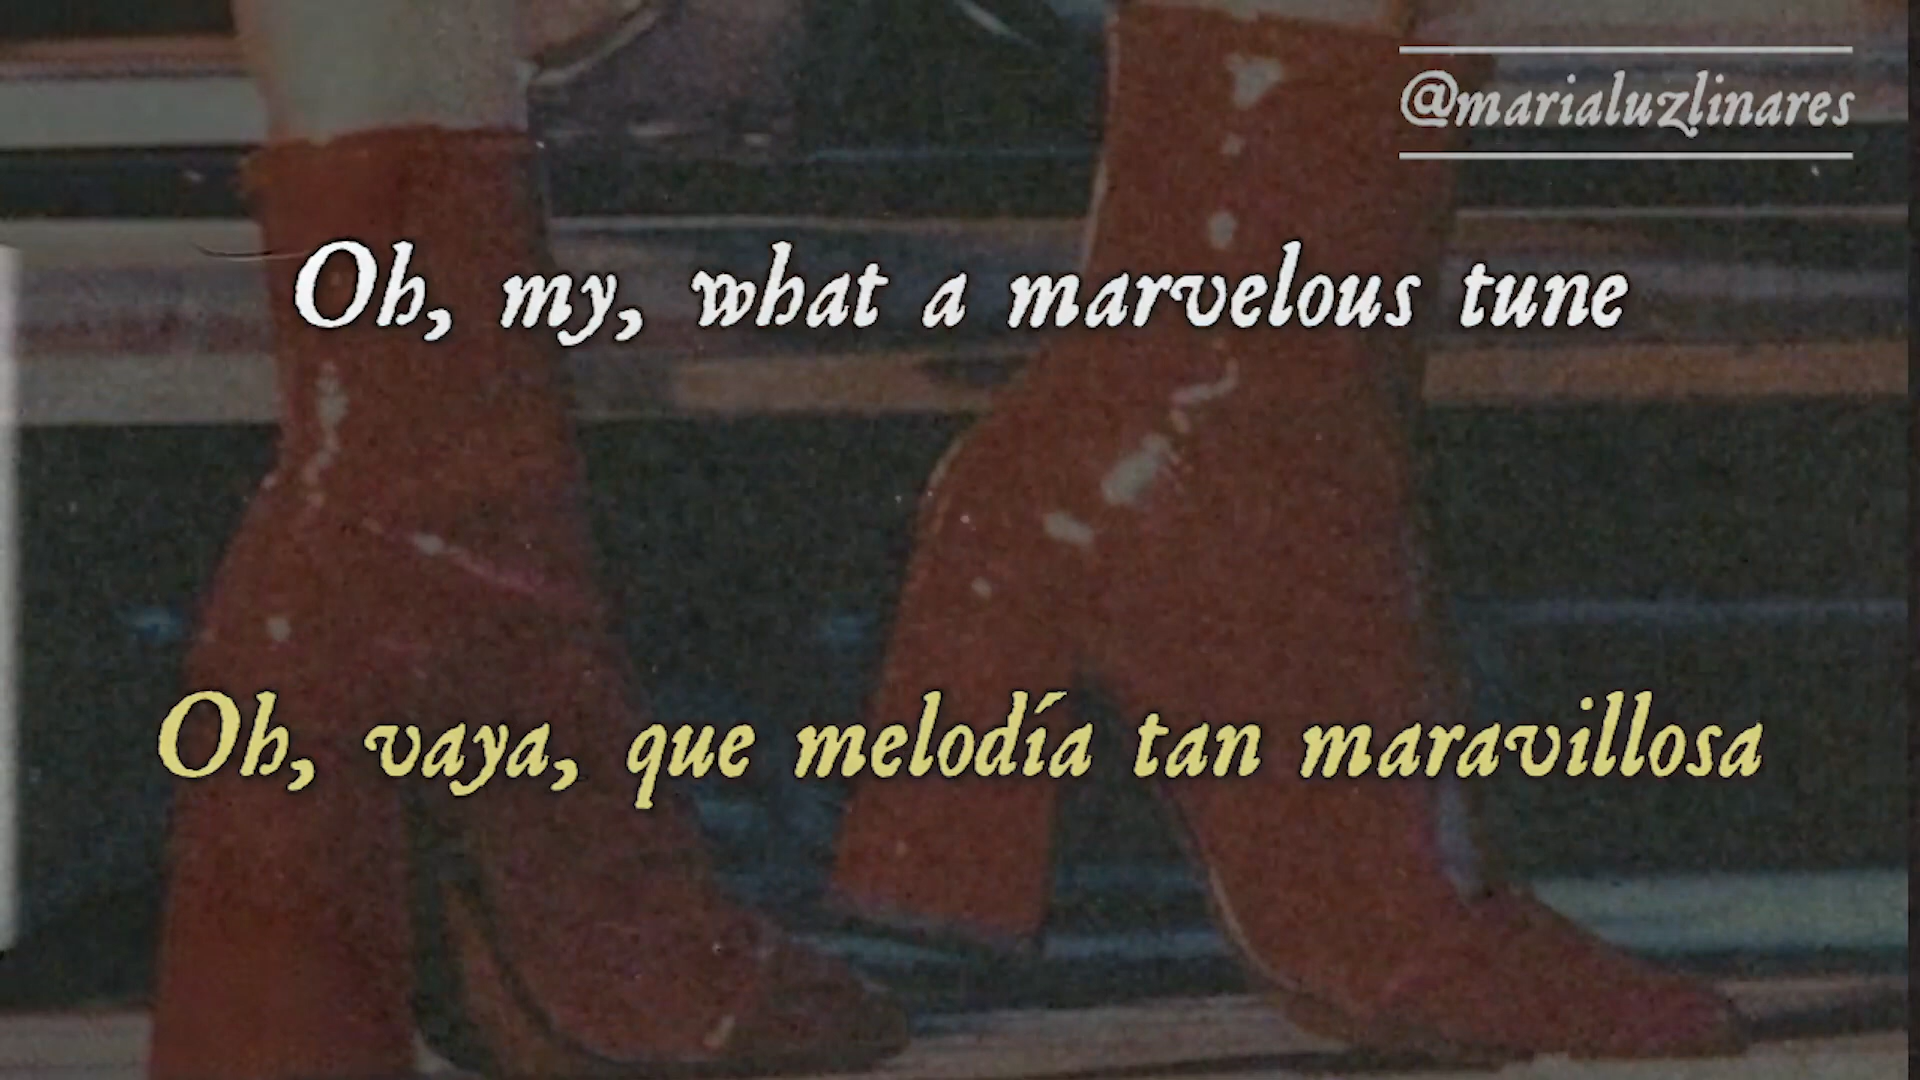 @marialuzlinares
Oh, my, what a marvelous tune
Oh, vaya, que melodía tan maravillosa